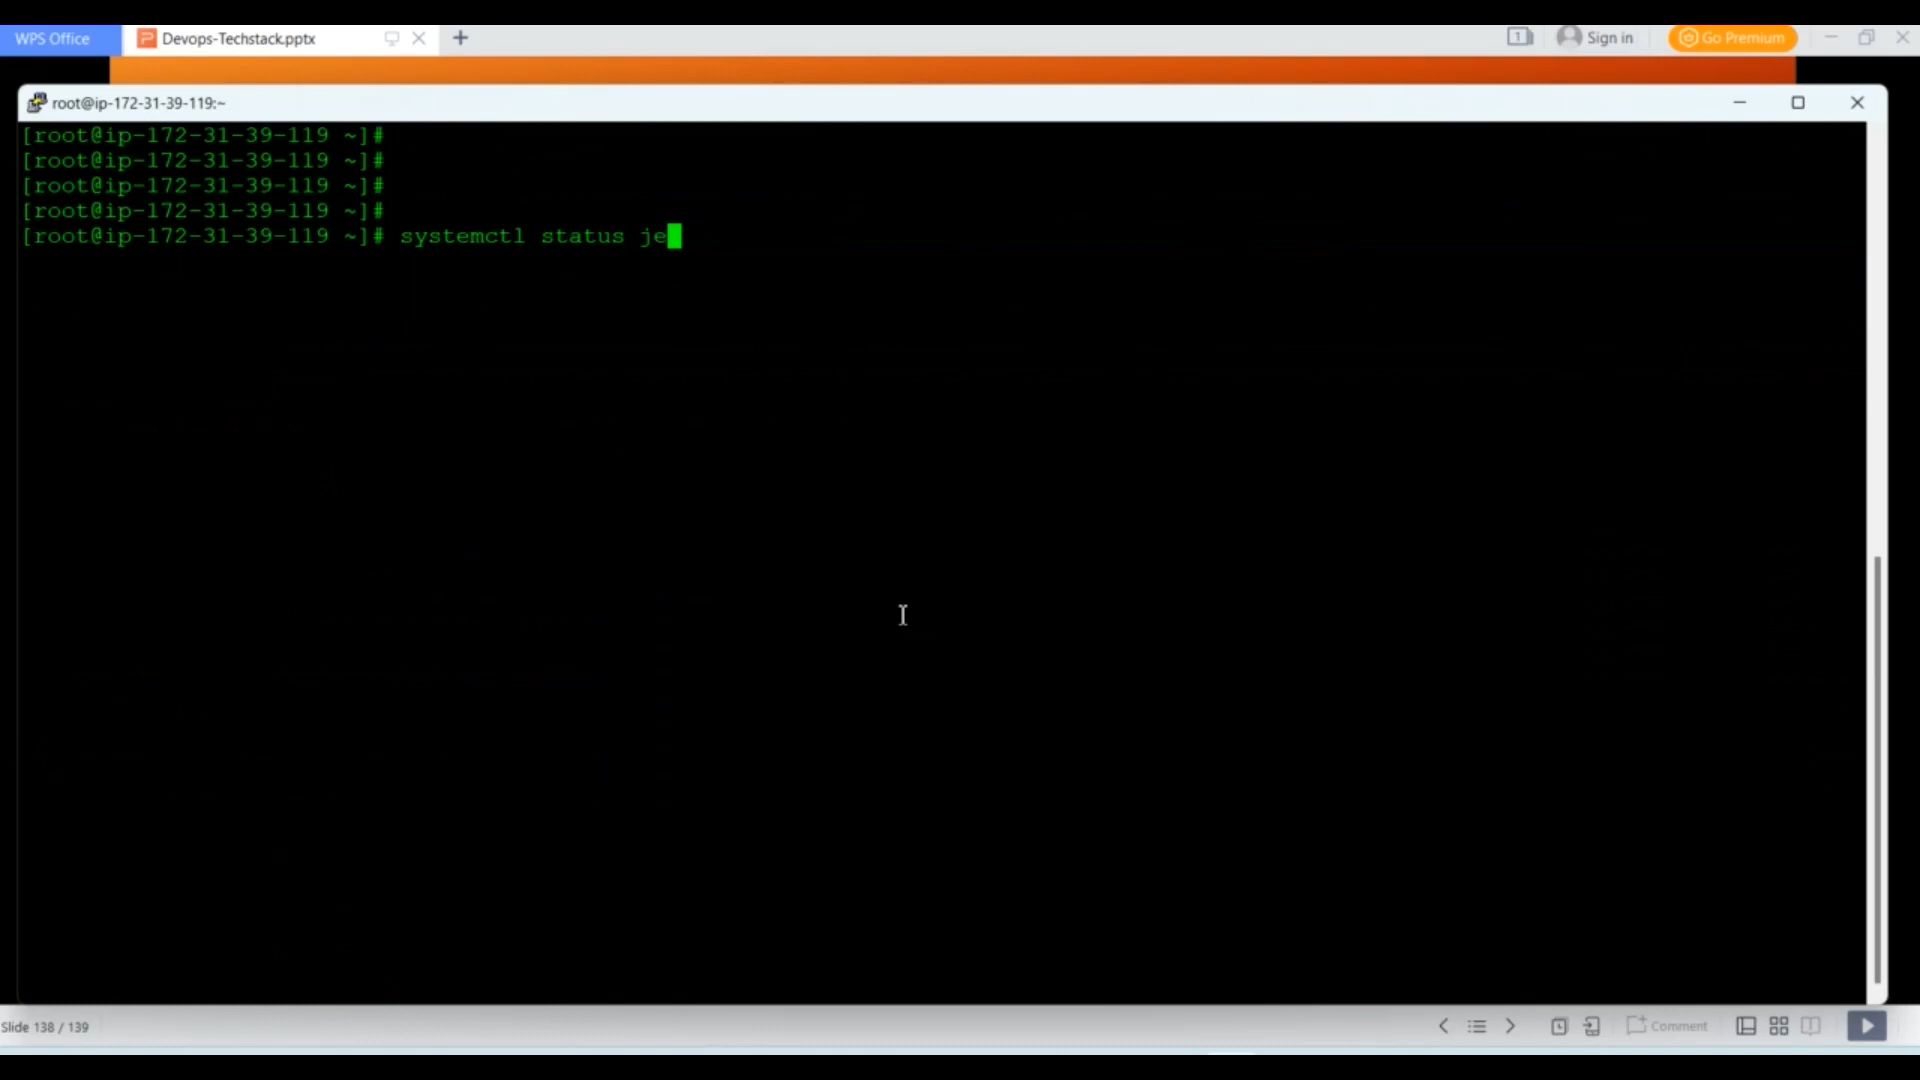 WPS Office
Devops-Techstack.pptx
1
Sign in
Go Premium
root@ip-172-31-39-119:~
[root@ip-172-31-39-119 ~]#
[root@ip-172-31-39-119 ~]#
[root@ip-172-31-39-119 ~]#
[root@ip-172-31-39-119 ~]#
[root@ip-172-31-39-119 ~]# systemctl status je
Slide 138 / 139
Comment